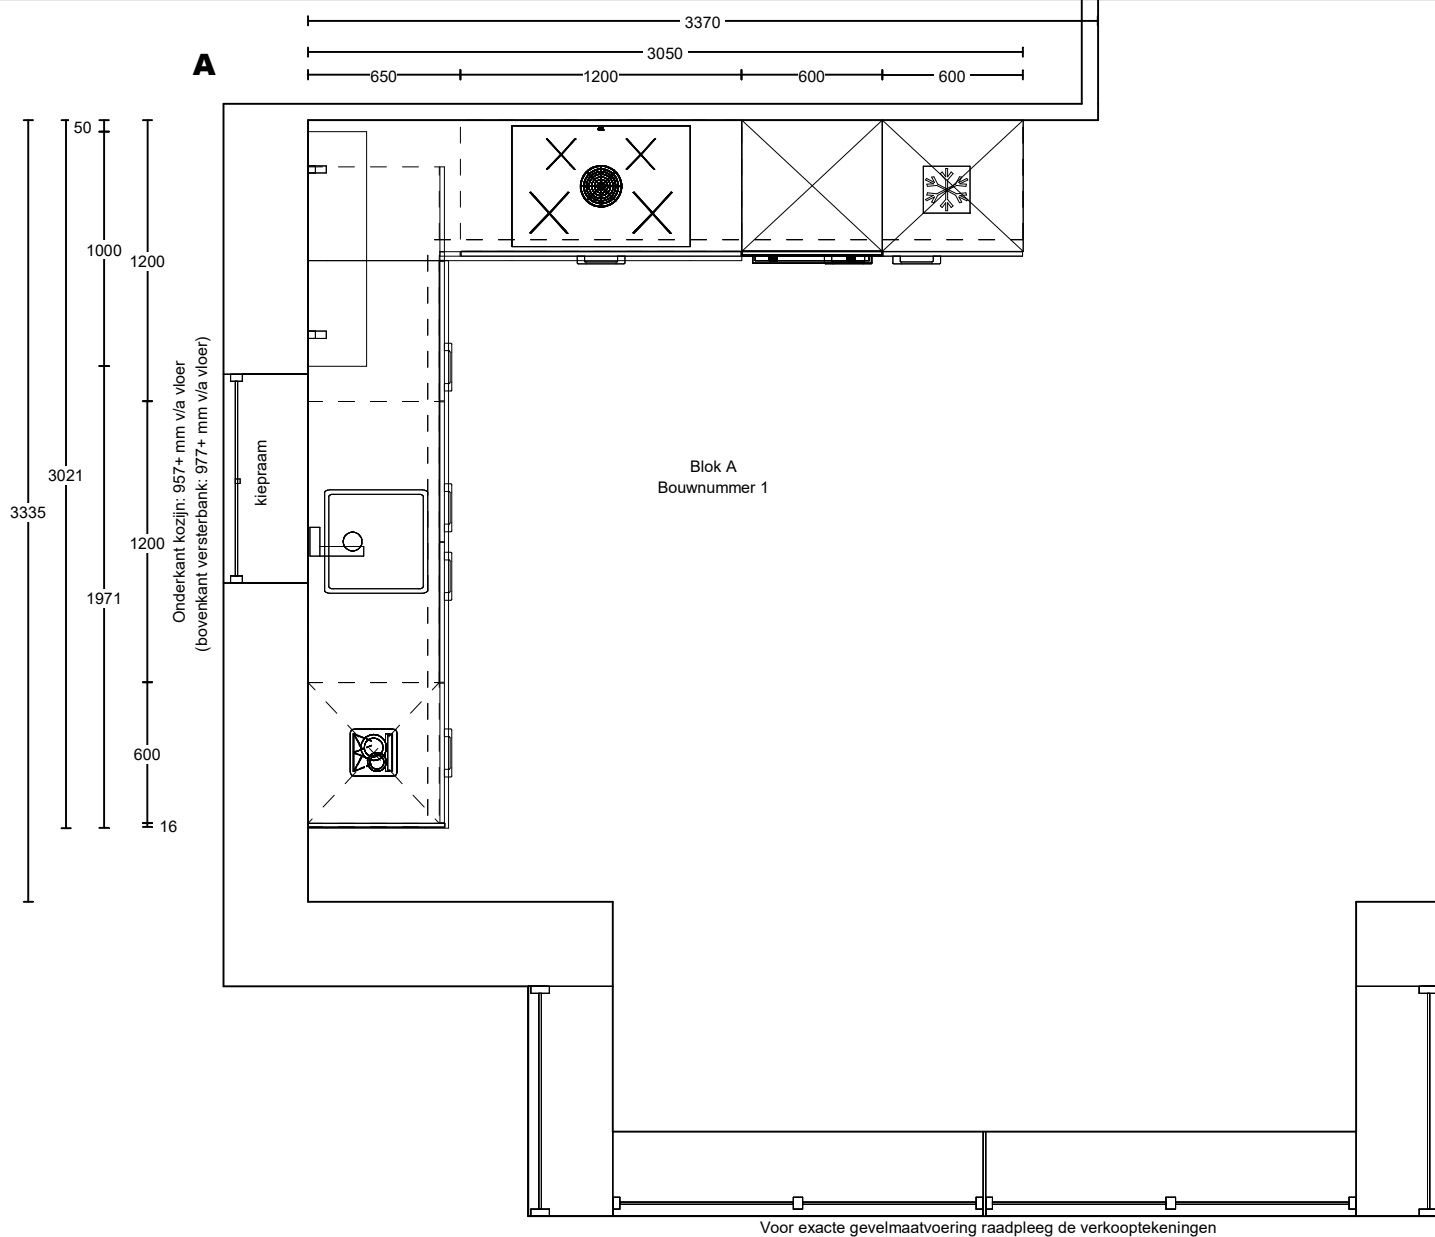 3370
3050
A
650
1200
600
600
50
1000
1200
3021
3335
1200
1971
600
16
Onderkant kozijn: 957+ mm v/a vloer
(bovenkant versterbank: 977+ mm v/a vloer)
kiepraam
Blok A
Bouwnummer 1
Voor exacte gevelmaatvoering raadpleeg de verkooptekeningen